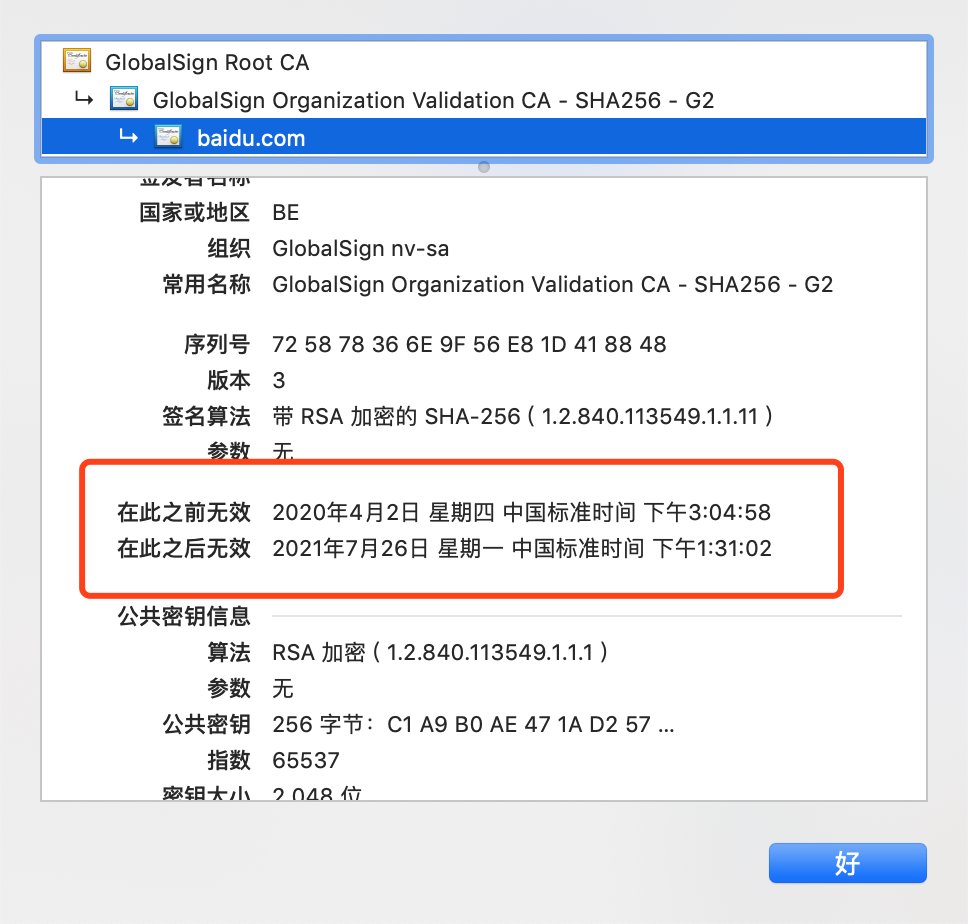 GlobalSign Root CA
GlobalSign Organization Validation CA - SHA256 - G2
baidu.com
签发者名称
国家或地区 BE
组织 GlobalSign nv-sa
常用名称 GlobalSign Organization Validation CA - SHA256 - G2
序列号 72 58 78 36 6E 9F 56 E8 1D 41 88 48
版本 3
签名算法 带 RSA 加密的 SHA-256 ( 1.2.840.113549.1.1.11 )
参数 无
在此之前无效 2020年4月2日 星期四 中国标准时间 下午3:04:58
在此之后无效 2021年7月26日 星期一 中国标准时间 下午1:31:02
公共密钥信息
算法 RSA 加密 ( 1.2.840.113549.1.1.1 )
参数 无
公共密钥 256 字节：C1 A9 B0 AE 47 1A D2 57 ...
指数 65537
密钥大小 2,048 位
好